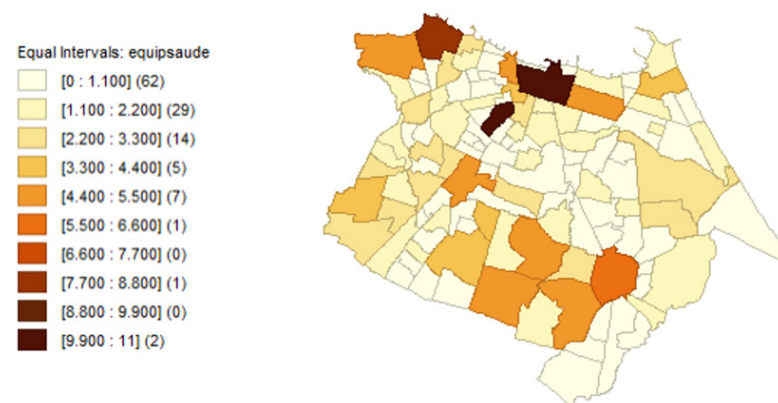 Equal Intervals: equipsaude
[0 : 1.100] (62)
[1.100 : 2.200] (29)
[2.200 : 3.300] (14)
[3.300 : 4.400] (5)
[4.400 : 5.500] (7)
[5.500 : 6.600] (1)
[6.600 : 7.700] (0)
[7.700 : 8.800] (1)
[8.800 : 9.900] (0)
[9.900 : 11] (2)